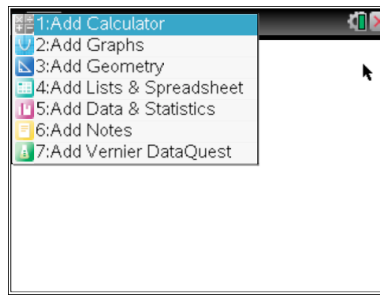 1:Add Calculator
2:Add Graphs
3:Add Geometry
4:Add Lists & Spreadsheet
5:Add Data & Statistics
6:Add Notes
7:Add Vernier DataQuest